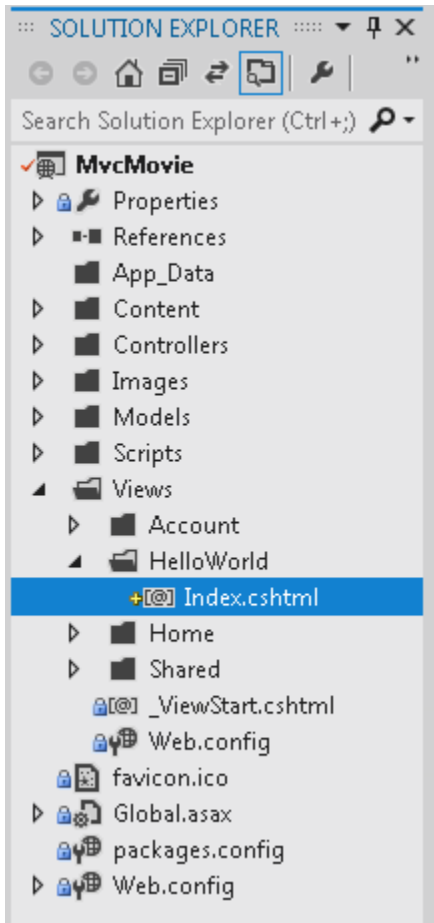 SOLUTION EXPLORER
Search Solution Explorer (Ctrl+;)
MvcMovie
Properties
References
App_Data
Content
Controllers
Images
Models
Scripts
Views
Account
HelloWorld
Index.cshtml
Home
Shared
_ViewStart.cshtml
Web.config
favicon.ico
Global.asax
packages.config
Web.config